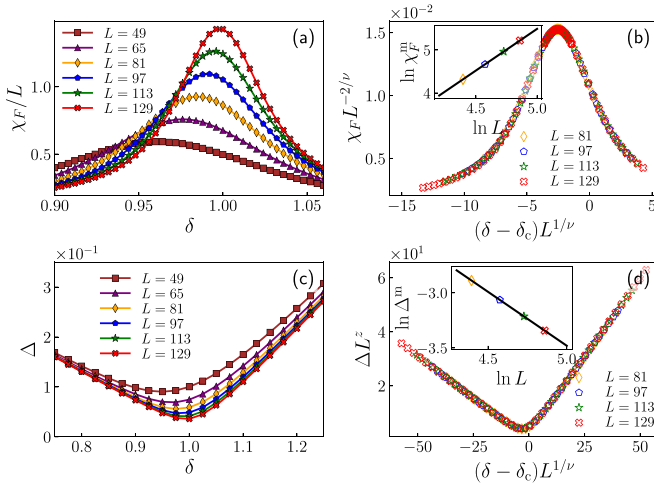 (a)
L = 49
L = 65
L = 81
L = 97
L = 113
L = 129
χ_F/L
1.0
0.5
0.90 0.95 1.00 1.05
δ
×10⁻²
(b)
χ_F L^{-2/ν}
1.5
1.0
0.5
ln χ_F^m
5
4
4.5 5.0
ln L
L = 81
L = 97
L = 113
L = 129
−15 −10 −5 0 5
(δ − δ_c)L^{1/ν}
×10⁻¹
(c)
L = 49
L = 65
L = 81
L = 97
L = 113
L = 129
Δ
3
2
1
0
0.8 0.9 1.0 1.1 1.2
δ
×10¹
(d)
ΔL^z
6
4
2
ln Δ^m
−3.0
−3.5
4.5 5.0
ln L
L = 81
L = 97
L = 113
L = 129
−50 −25 0 25 50
(δ − δ_c)L^{1/ν}